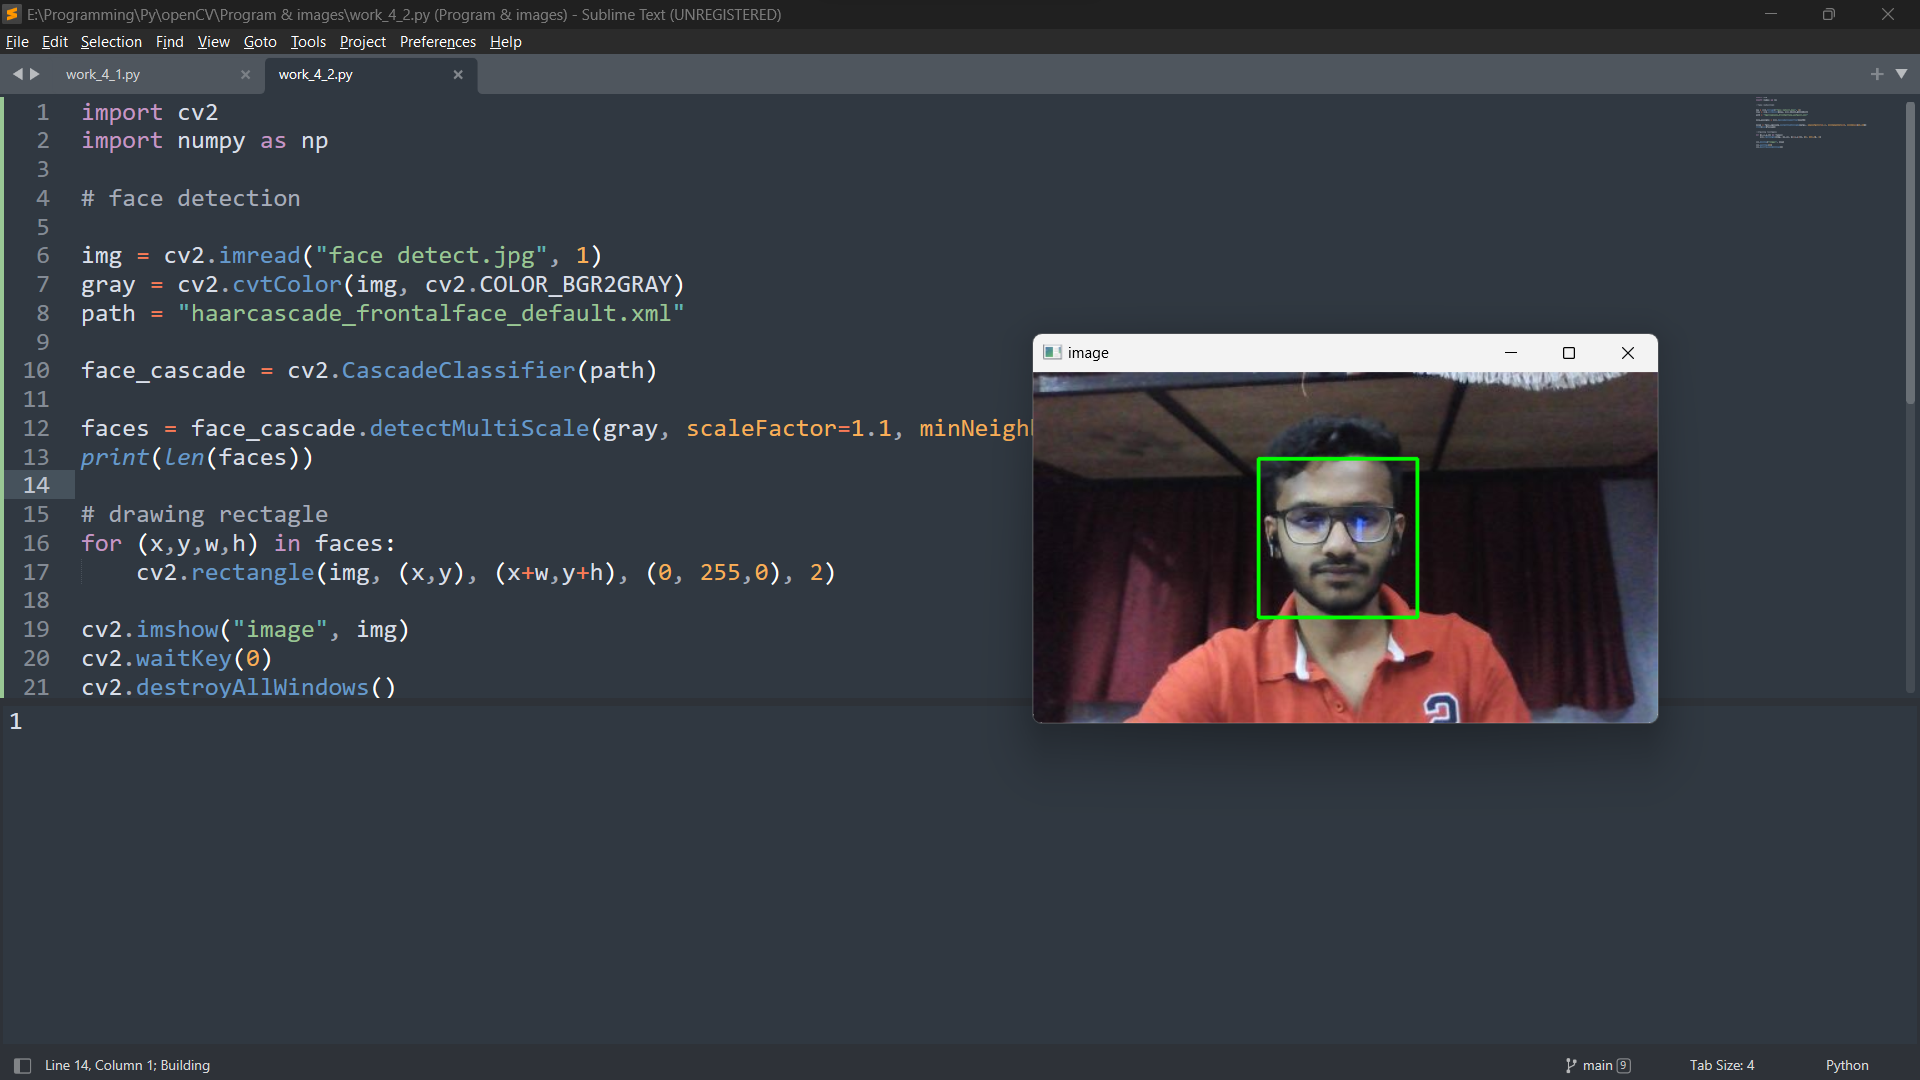 E:\Programming\Py\openCV\Program & images\work_4_2.py (Program & images) - Sublime Text (UNREGISTERED)
File Edit Selection Find View Goto Tools Project Preferences Help
work_4_1.py work_4_2.py
1 import cv2
2 import numpy as np
3
4 # face detection
5
6 img = cv2.imread("face detect.jpg", 1)
7 gray = cv2.cvtColor(img, cv2.COLOR_BGR2GRAY)
8 path = "haarcascade_frontalface_default.xml"
9
10 face_cascade = cv2.CascadeClassifier(path)
11
12 faces = face_cascade.detectMultiScale(gray, scaleFactor=1.1, minNeigh
13 print(len(faces))
14
15 # drawing rectagle
16 for (x,y,w,h) in faces:
17 cv2.rectangle(img, (x,y), (x+w,y+h), (0, 255,0), 2)
18
19 cv2.imshow("image", img)
20 cv2.waitKey(0)
21 cv2.destroyAllWindows()
image
1
Line 14, Column 1; Building
main 9
Tab Size: 4
Python